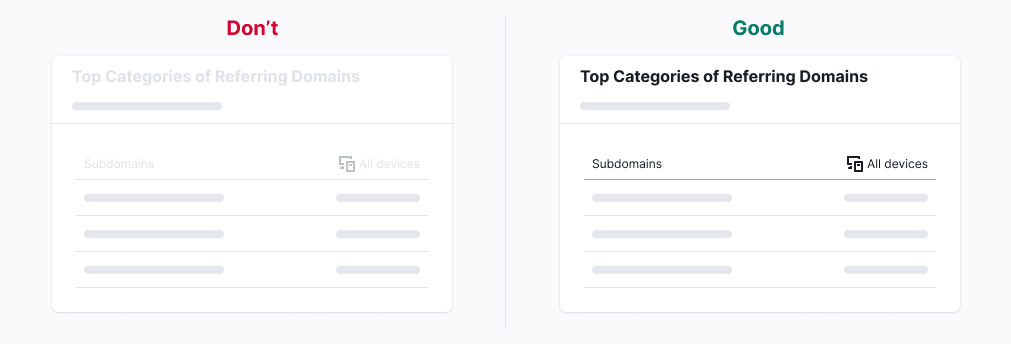 Don't
Top Categories of Referring Domains
Subdomains
All devices
Good
Top Categories of Referring Domains
Subdomains
All devices